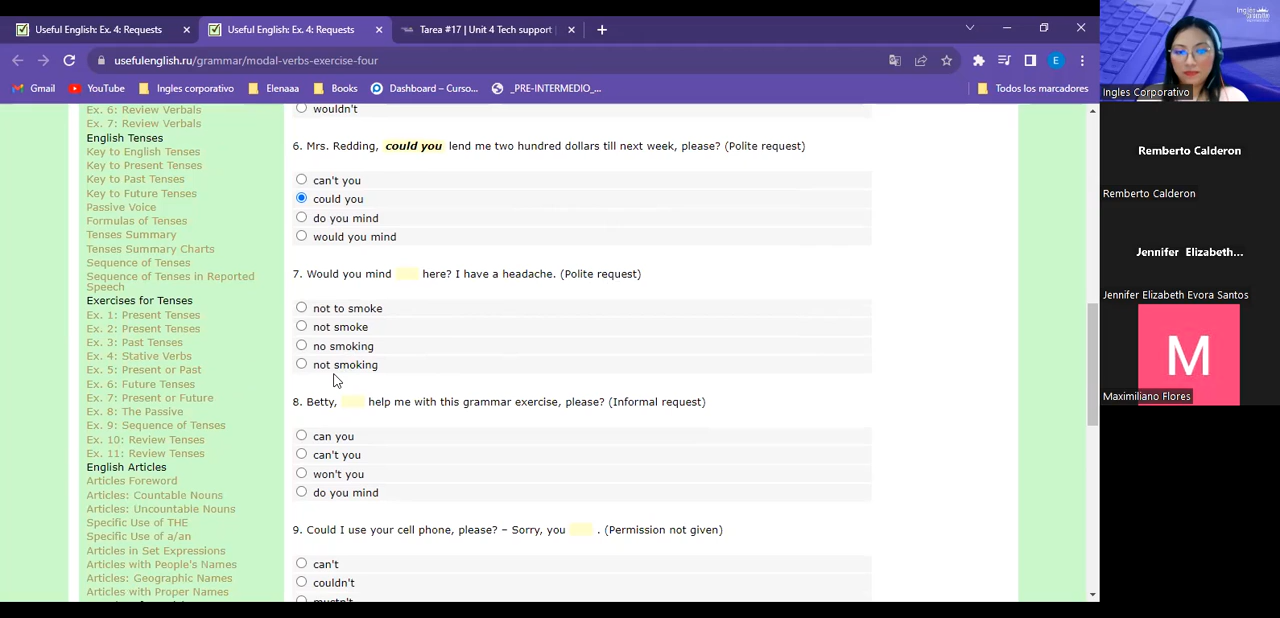 Useful English: Ex. 4: Requests
Useful English: Ex. 4: Requests
Tarea #17 | Unit 4 Tech support
usefulenglish.ru/grammar/modal-verbs-exercise-four
E
Gmail
YouTube
Ingles corporativo
Elenaaa
Books
Dashboard – Curso...
_PRE-INTERMEDIO_...
Todos los marcadores
Ex. 6: Review Verbals
Ex. 7: Review Verbals
English Tenses
Key to English Tenses
Key to Present Tenses
Key to Past Tenses
Key to Future Tenses
Passive Voice
Formulas of Tenses
Tenses Summary
Tenses Summary Charts
Sequence of Tenses
Sequence of Tenses in Reported
Speech
Exercises for Tenses
Ex. 1: Present Tenses
Ex. 2: Present Tenses
Ex. 3: Past Tenses
Ex. 4: Stative Verbs
Ex. 5: Present or Past
Ex. 6: Future Tenses
Ex. 7: Present or Future
Ex. 8: The Passive
Ex. 9: Sequence of Tenses
Ex. 10: Review Tenses
Ex. 11: Review Tenses
English Articles
Articles Foreword
Articles: Countable Nouns
Articles: Uncountable Nouns
Specific Use of THE
Specific Use of a/an
Articles in Set Expressions
Articles with People's Names
Articles: Geographic Names
Articles with Proper Names
wouldn't
6. Mrs. Redding, could you lend me two hundred dollars till next week, please? (Polite request)
can't you
could you
do you mind
would you mind
7. Would you mind here? I have a headache. (Polite request)
not to smoke
not smoke
no smoking
not smoking
8. Betty, help me with this grammar exercise, please? (Informal request)
can you
can't you
won't you
do you mind
9. Could I use your cell phone, please? – Sorry, you . (Permission not given)
can't
couldn't
mustn't
Ingles
Ingles Corporativo
Remberto Calderon
Remberto Calderon
Jennifer Elizabeth...
Jennifer Elizabeth Evora Santos
M
Maximiliano Flores